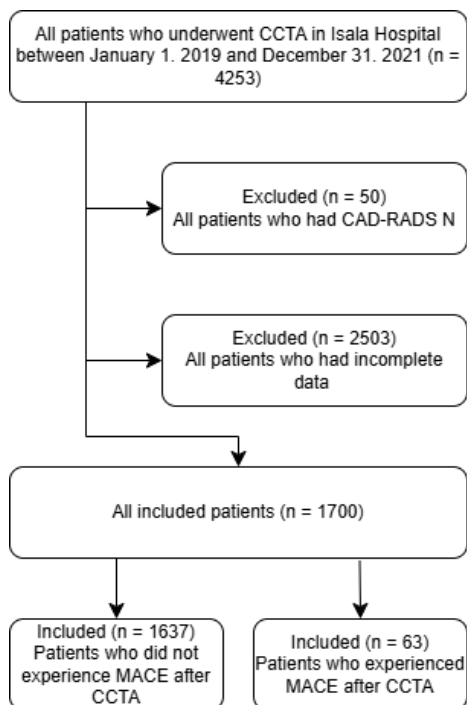 All patients who underwent CCTA in Isala Hospital
between January 1. 2019 and December 31. 2021 (n =
4253)
Excluded (n = 50)
All patients who had CAD-RADS N
Excluded (n = 2503)
All patients who had incomplete
data
All included patients (n = 1700)
Included (n = 1637)
Patients who did not
experience MACE after
CCTA
Included (n = 63)
Patients who experienced
MACE after CCTA